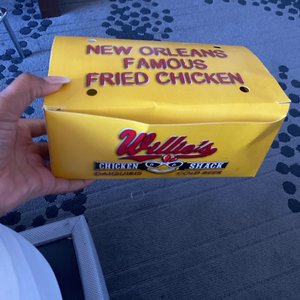 NEW ORLEANS
FAMOUS
FRIED CHICKEN
Willie's
CHICKEN SHACK
DAIQUIRIS COLD BEER